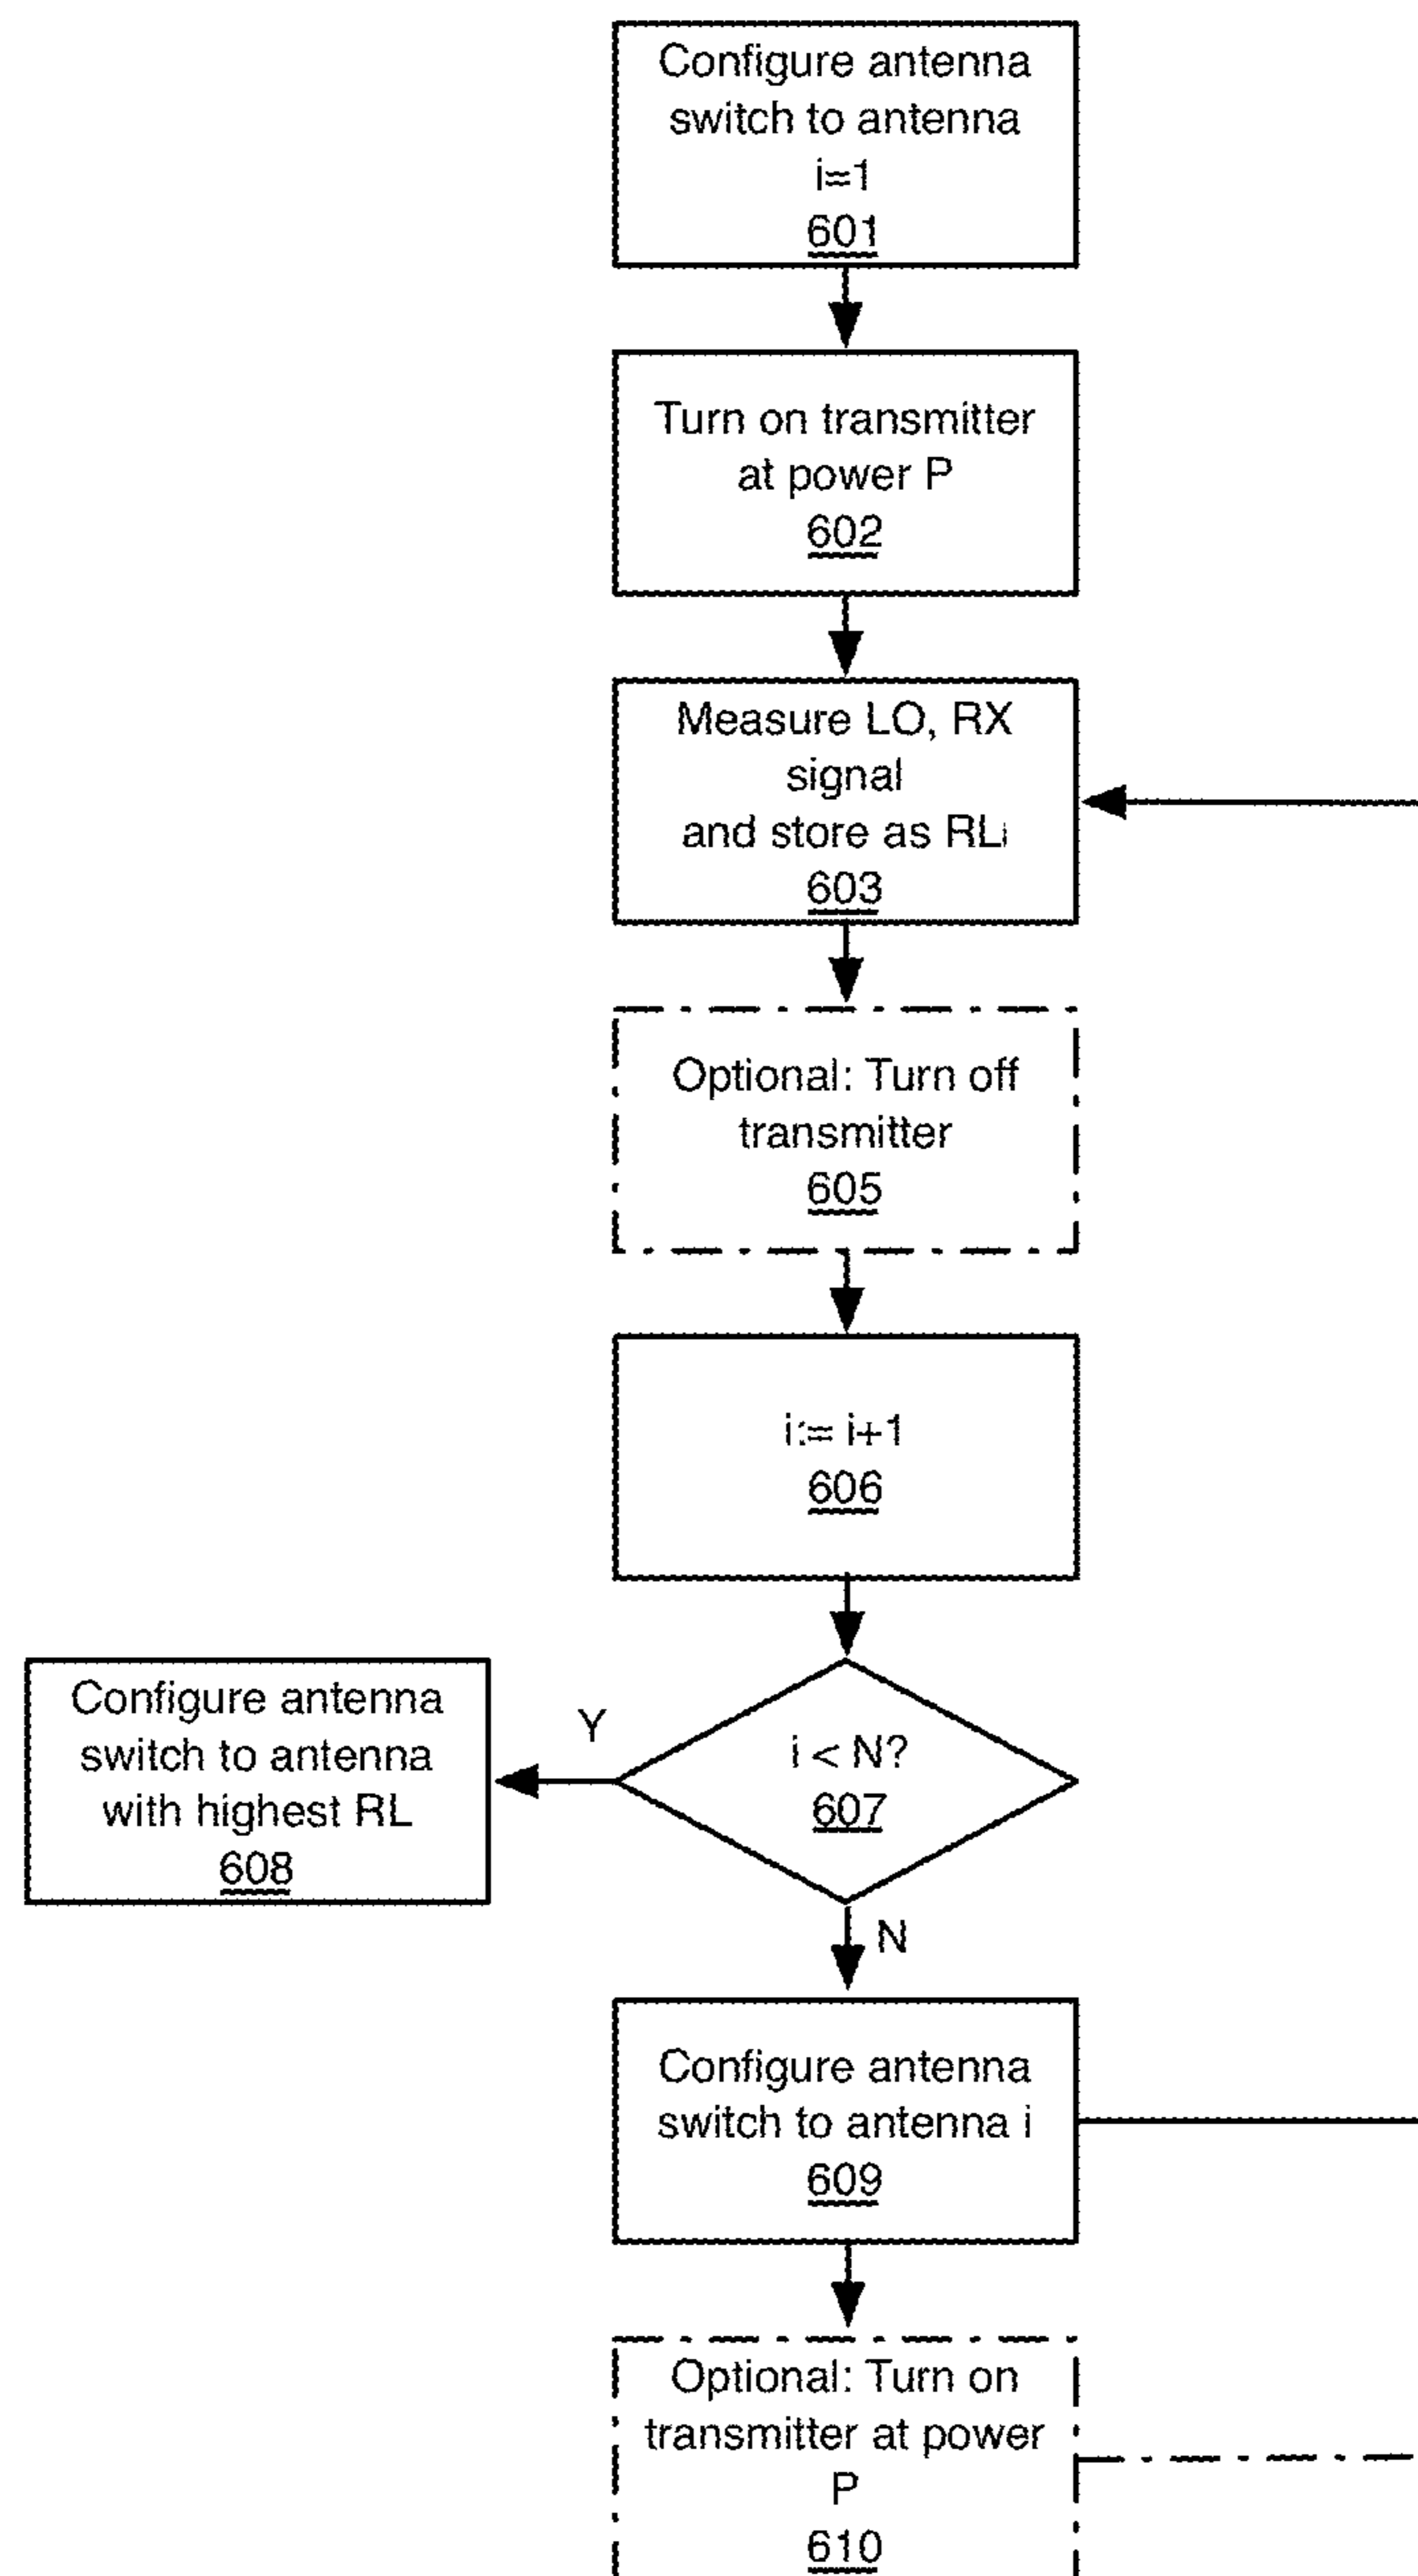 Configure antenna
switch to antenna
i=1
601
Turn on transmitter
at power P
602
Measure LO, RX
signal
and store as RLi
603
Optional: Turn off
transmitter
605
i:= i+1
606
i < N?
607
Y
Configure antenna
switch to antenna
with highest RL
608
N
Configure antenna
switch to antenna i
609
Optional: Turn on
transmitter at power
P
610